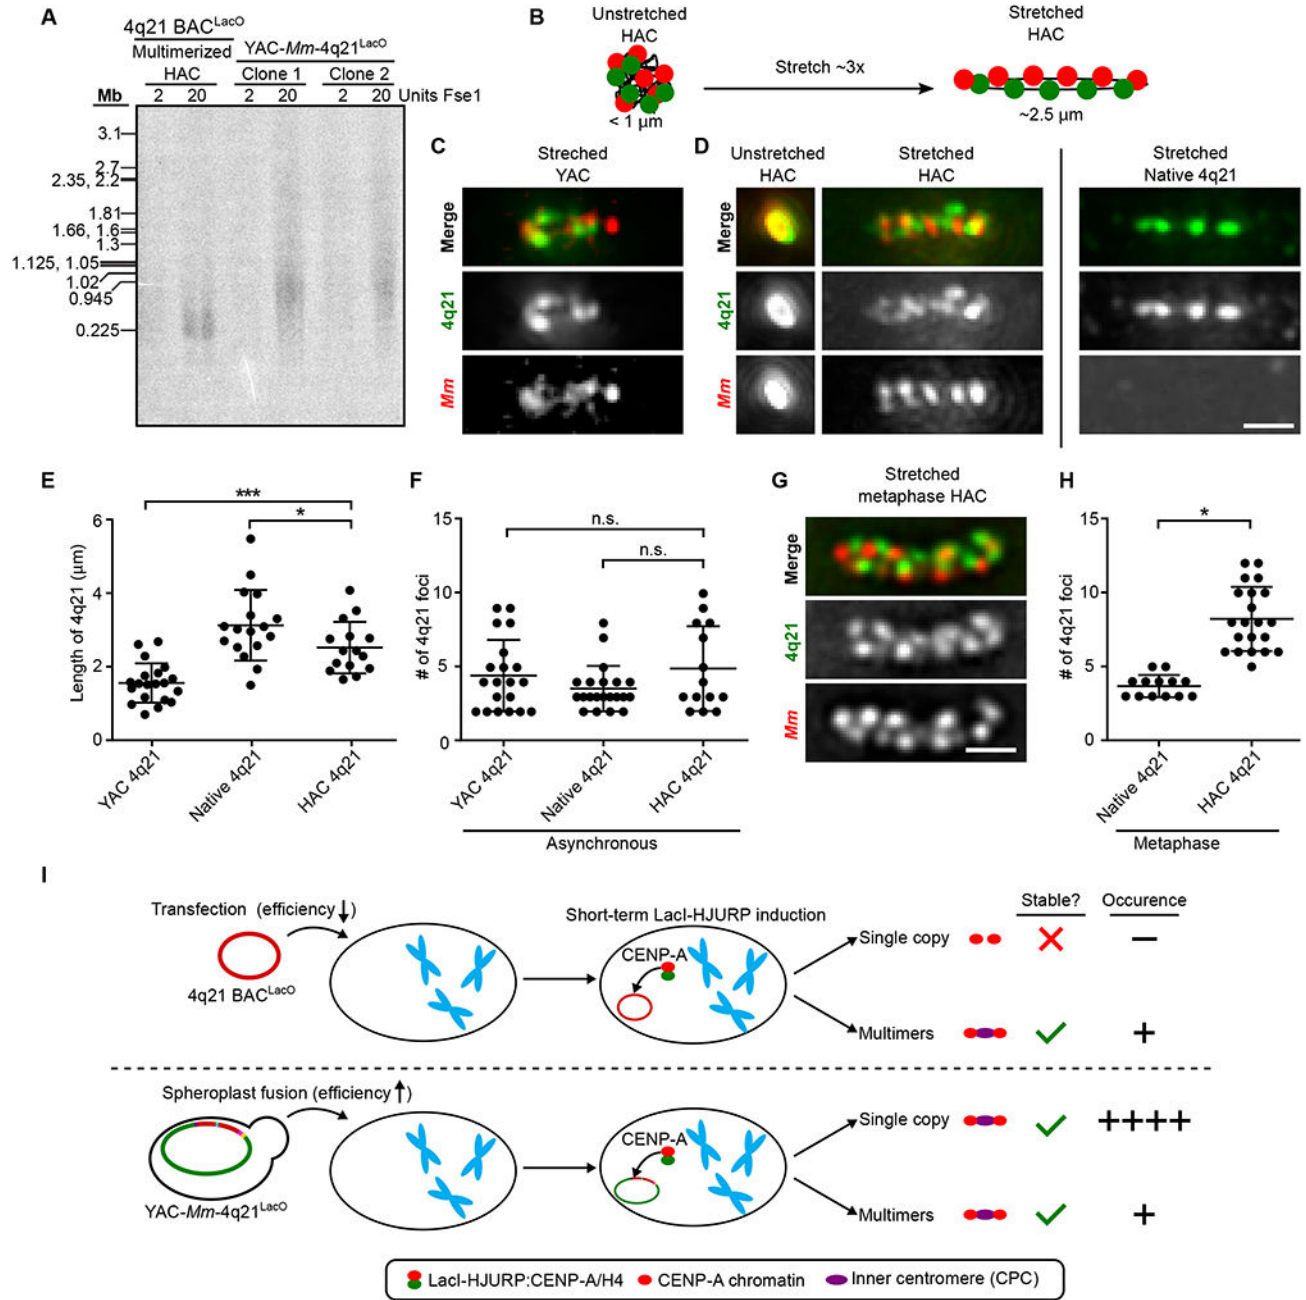 A
4q21 BACLacO
Multimerized
HAC
YAC-Mm-4q21LacO
Clone 1
Clone 2
Mb
2
20
2
20
2
20
Units Fse1
3.1
2.7
2.35, 2.2
1.81
1.66, 1.6
1.3
1.125, 1.05
1.02
0.945
0.225
B
Unstretched
HAC
< 1 µm
Stretch ~3x
Stretched
HAC
~2.5 µm
C
Streched
YAC
Merge
4q21
Mm
D
Unstretched
HAC
Stretched
HAC
Stretched
Native 4q21
Merge
4q21
Mm
E
Length of 4q21 (µm)
6
4
2
0
***
*
YAC 4q21
Native 4q21
HAC 4q21
F
# of 4q21 foci
15
10
5
0
n.s.
n.s.
YAC 4q21
Native 4q21
HAC 4q21
Asynchronous
G
Stretched
metaphase HAC
Merge
4q21
Mm
H
# of 4q21 foci
15
10
5
0
*
Native 4q21
HAC 4q21
Metaphase
I
Transfection (efficiency ↓)
4q21 BACLacO
Short-term LacI-HJURP induction
CENP-A
Stable?
Occurence
Single copy
−
Multimers
+
Spheroplast fusion (efficiency ↑)
YAC-Mm-4q21LacO
CENP-A
Single copy
++++
Multimers
+
LacI-HJURP:CENP-A/H4
CENP-A chromatin
Inner centromere (CPC)